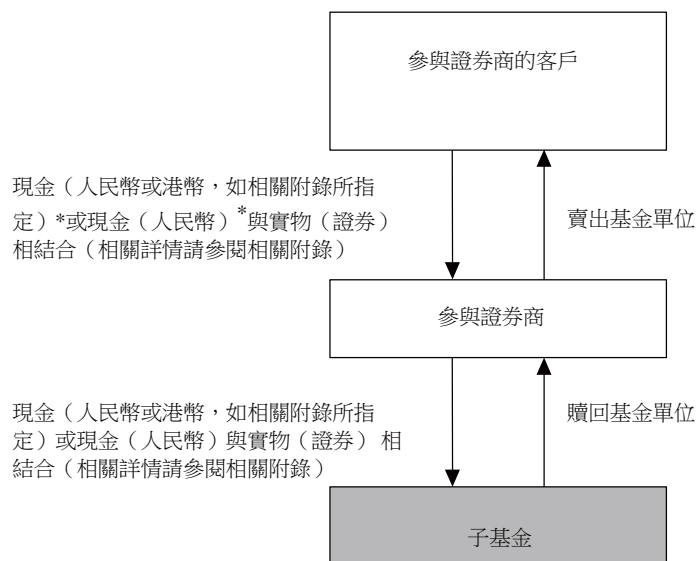 參與證券商的客戶
現金（人民幣或港幣，如相關附錄所指
定）*或現金（人民幣）*與實物（證券）
相結合（相關詳情請參閱相關附錄）
賣出基金單位
參與證券商
現金（人民幣或港幣，如相關附錄所指
定）或現金（人民幣）與實物（證券） 相
結合（相關詳情請參閱相關附錄）
贖回基金單位
子基金